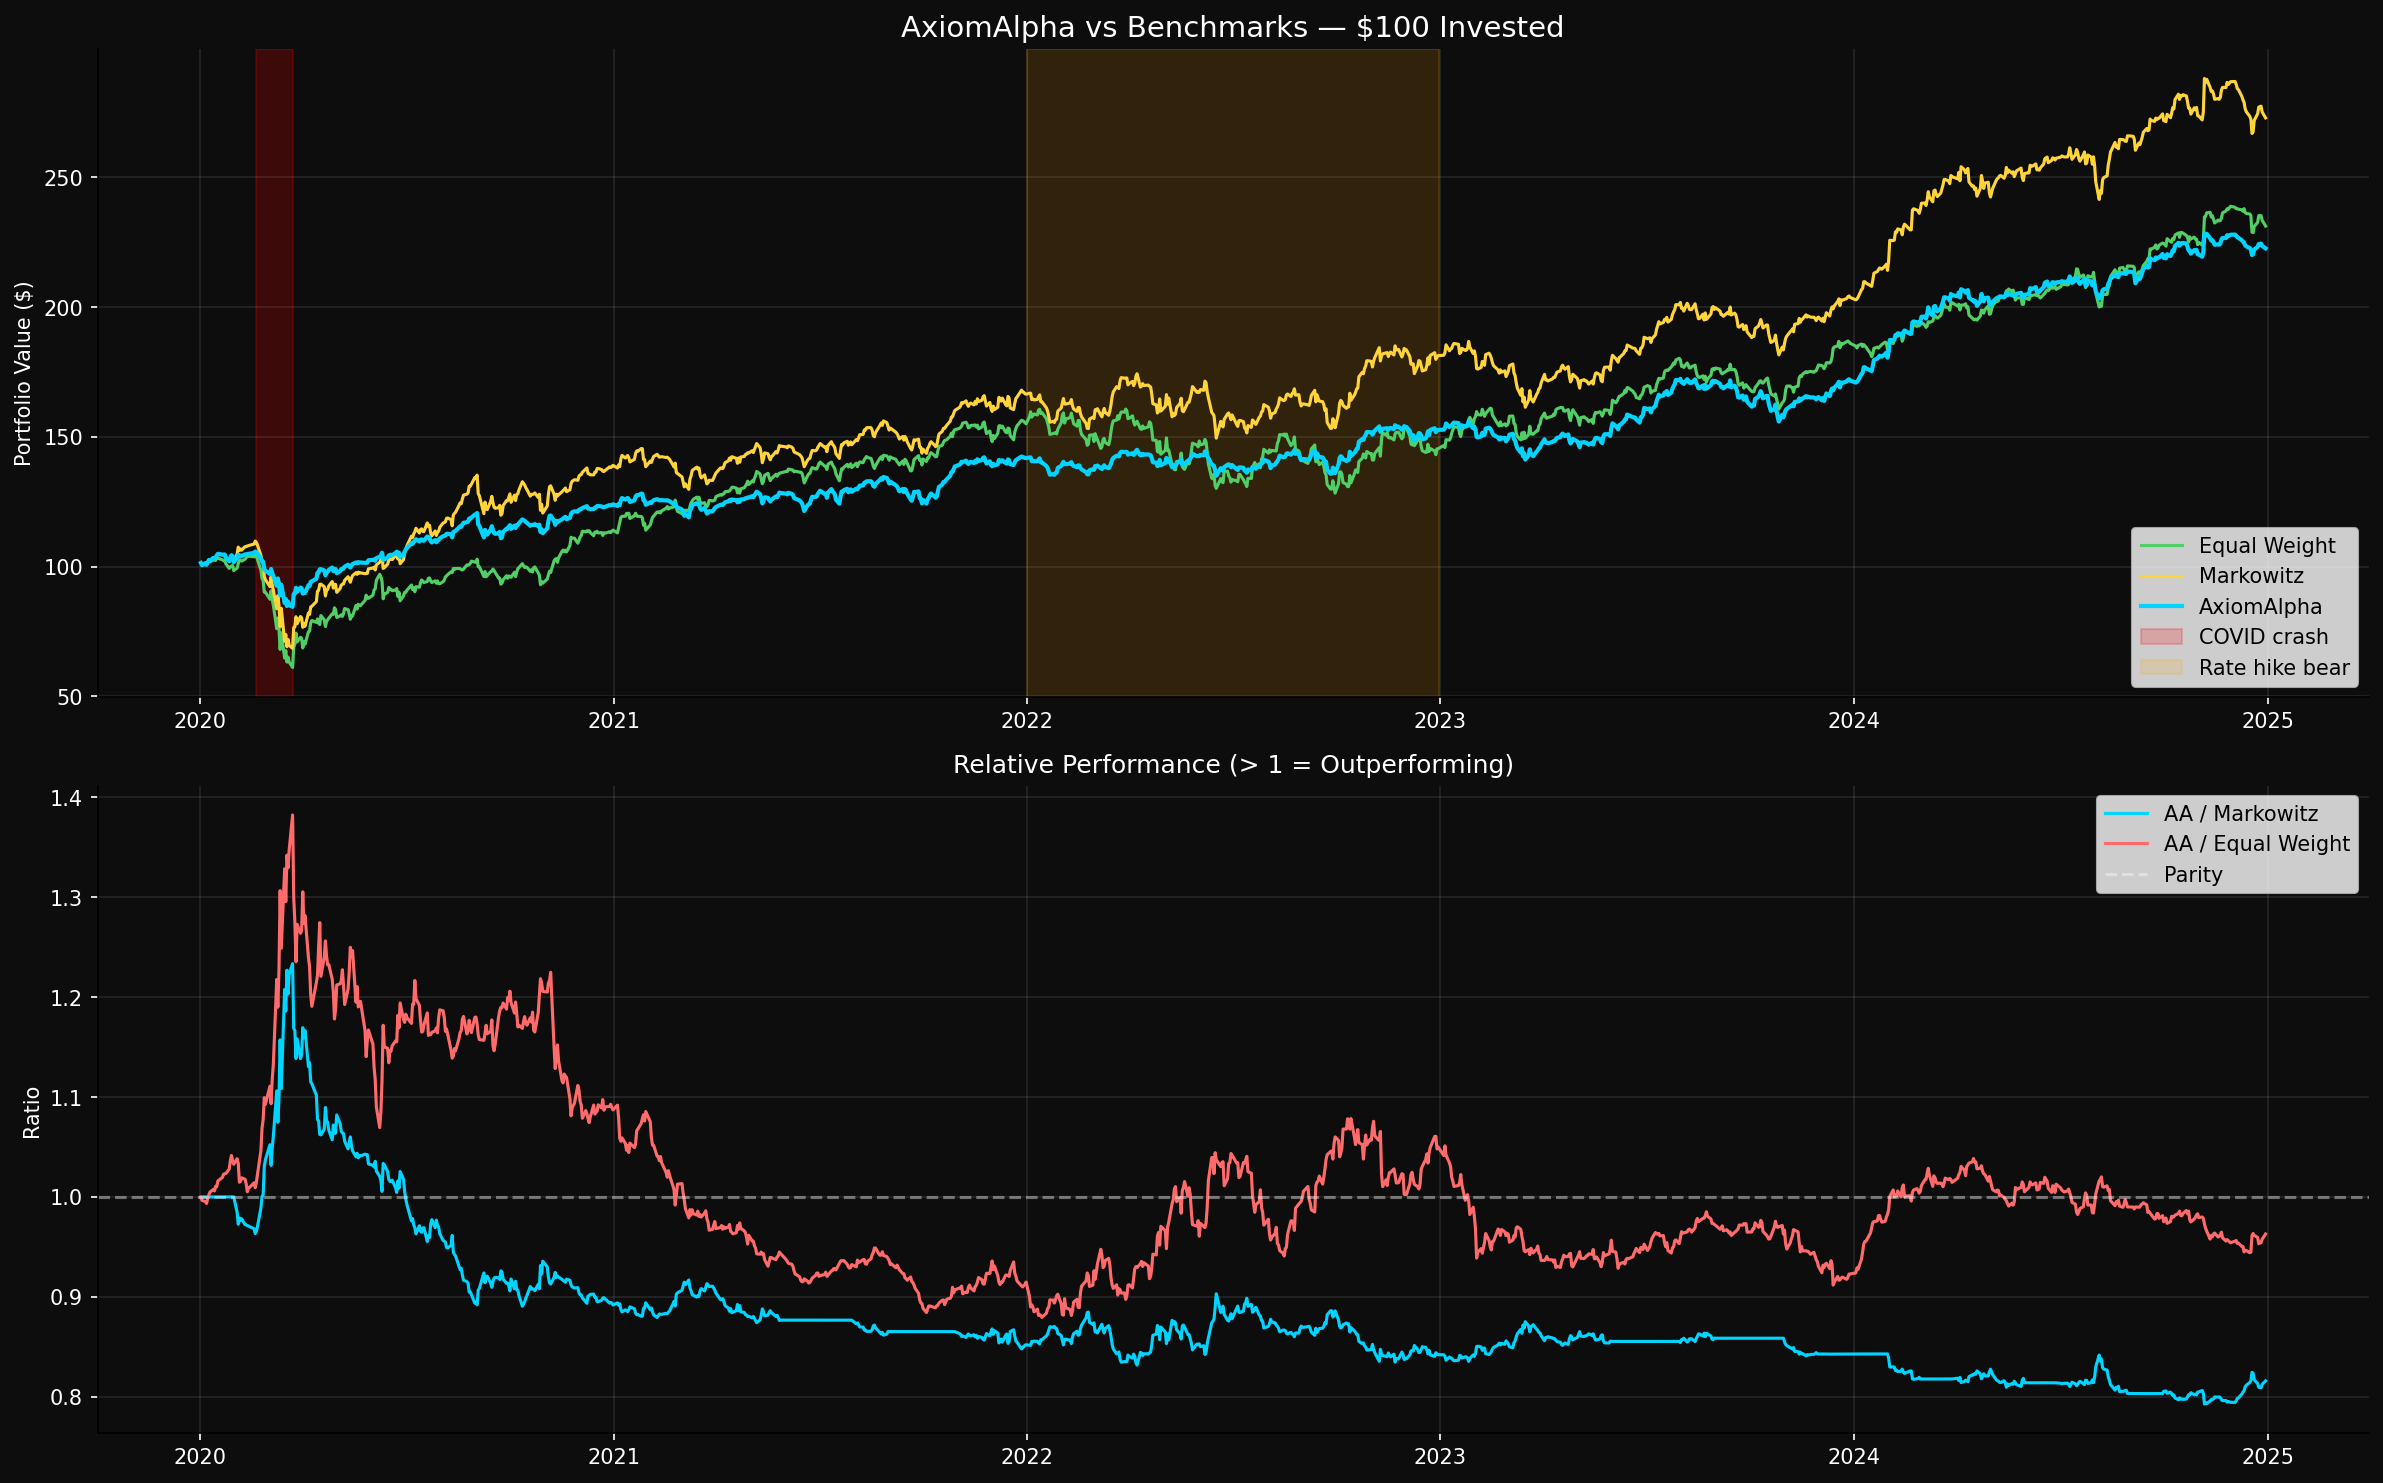 AxiomAlpha vs Benchmarks — $100 Invested
Portfolio Value ($)
250
200
150
100
50
2020 2021 2022 2023 2024 2025
Equal Weight
Markowitz
AxiomAlpha
COVID crash
Rate hike bear
Relative Performance (> 1 = Outperforming)
Ratio
1.4
1.3
1.2
1.1
1.0
0.9
0.8
2020 2021 2022 2023 2024 2025
AA / Markowitz
AA / Equal Weight
Parity